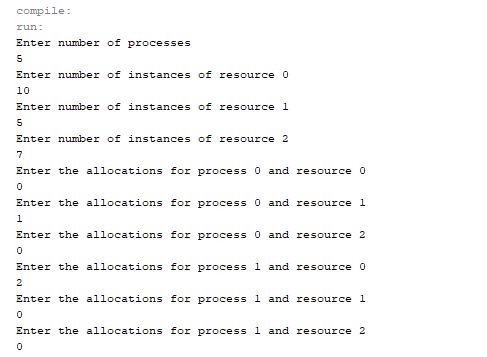 compile:
run:
Enter number of processes
5
Enter number of instances of resource 0
10
Enter number of instances of resource 1
5
Enter number of instances of resource 2
7
Enter the allocations for process 0 and resource 0
0
Enter the allocations for process 0 and resource 1
1
Enter the allocations for process 0 and resource 2
0
Enter the allocations for process 1 and resource 0
2
Enter the allocations for process 1 and resource 1
0
Enter the allocations for process 1 and resource 2
0